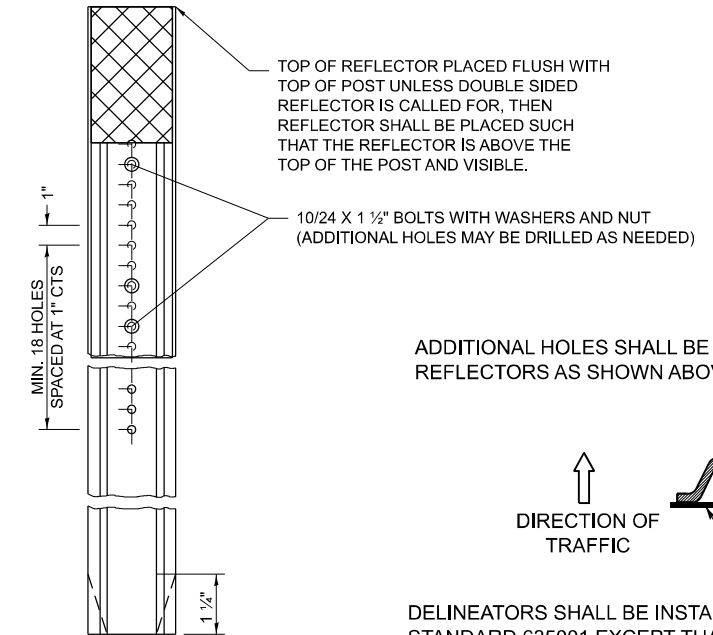 TOP OF REFLECTOR PLACED FLUSH WITH
TOP OF POST UNLESS DOUBLE SIDED
REFLECTOR IS CALLED FOR, THEN
REFLECTOR SHALL BE PLACED SUCH
THAT THE REFLECTOR IS ABOVE THE
TOP OF THE POST AND VISIBLE.
1"
10/24 X 1 ½" BOLTS WITH WASHERS AND NUT
(ADDITIONAL HOLES MAY BE DRILLED AS NEEDED)
MIN. 18 HOLES
SPACED AT 1" CTS
ADDITIONAL HOLES SHALL BE
REFLECTORS AS SHOWN ABOV
DIRECTION OF
TRAFFIC
1 ¼"
DELINEATORS SHALL BE INSTA